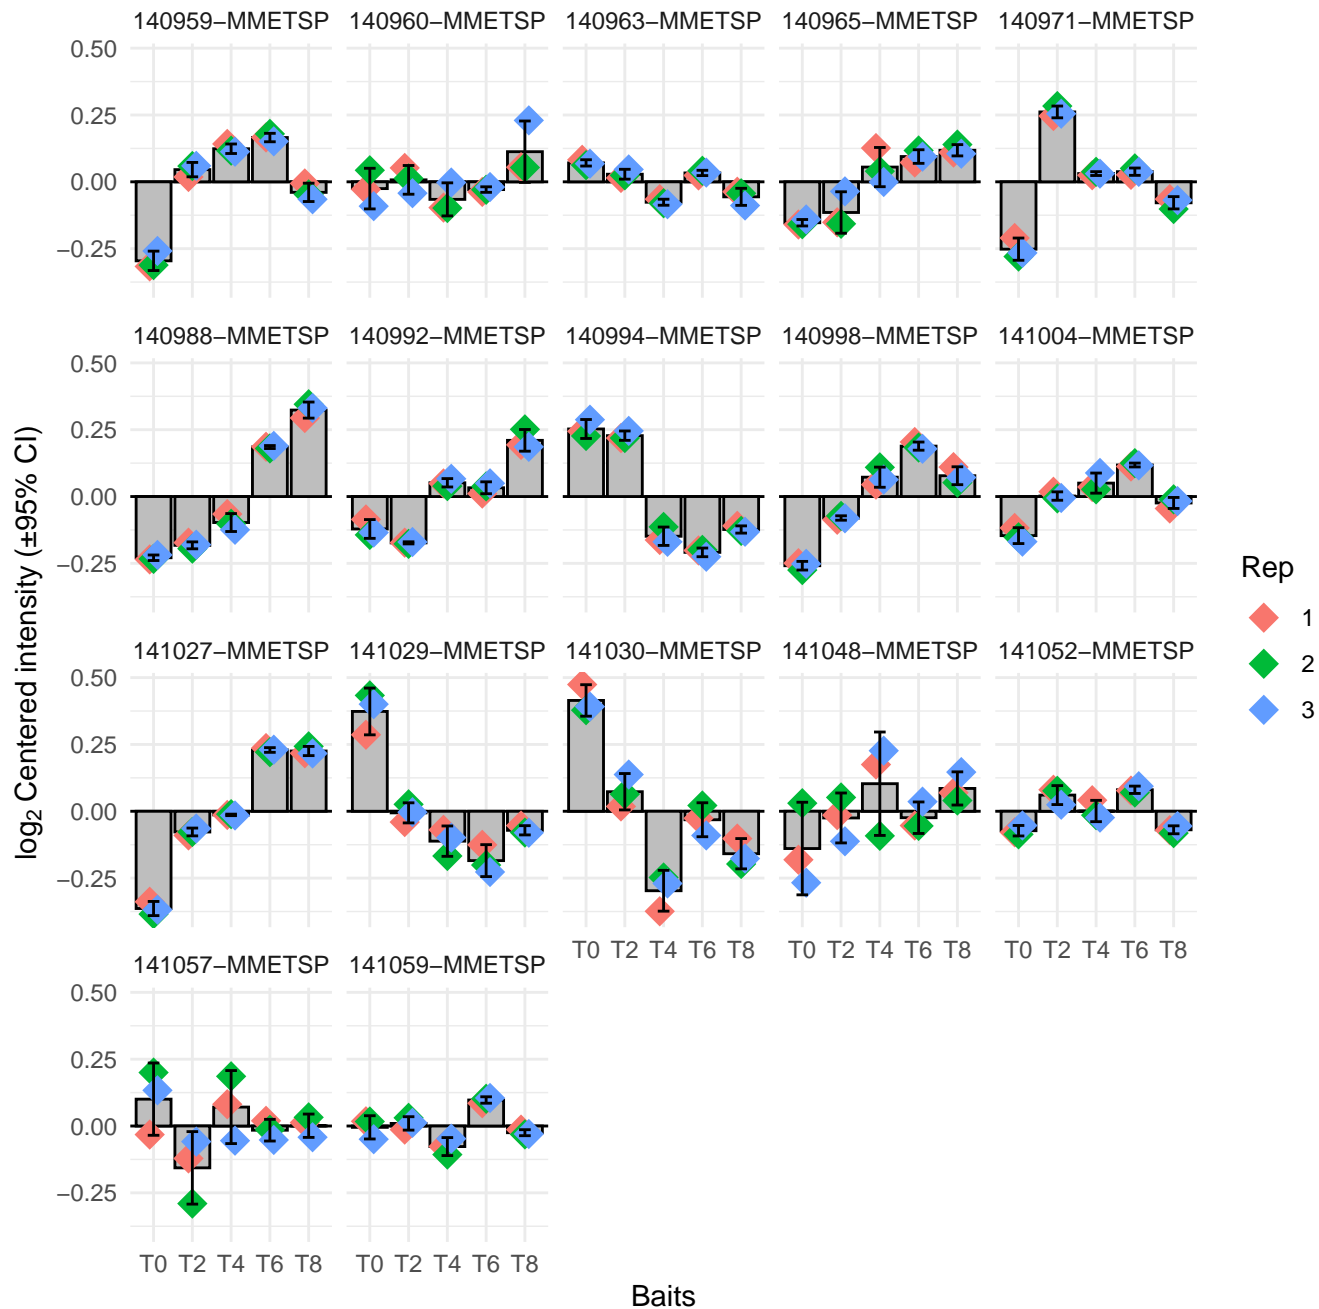 140959−MMETSP 140960−MMETSP 140963−MMETSP 140965−MMETSP 140971−MMETSP
0.50
0.25
0.00
−0.25
140988−MMETSP 140992−MMETSP 140994−MMETSP 140998−MMETSP 141004−MMETSP
0.50
0.25
0.00
−0.25
141027−MMETSP 141029−MMETSP 141030−MMETSP 141048−MMETSP 141052−MMETSP
0.50
0.25
0.00
−0.25
T0 T2 T4 T6 T8 T0 T2 T4 T6 T8 T0 T2 T4 T6 T8
141057−MMETSP 141059−MMETSP
0.50
0.25
0.00
−0.25
T0 T2 T4 T6 T8 T0 T2 T4 T6 T8
Baits
log₂ Centered intensity (±95% CI)
Rep
1
2
3